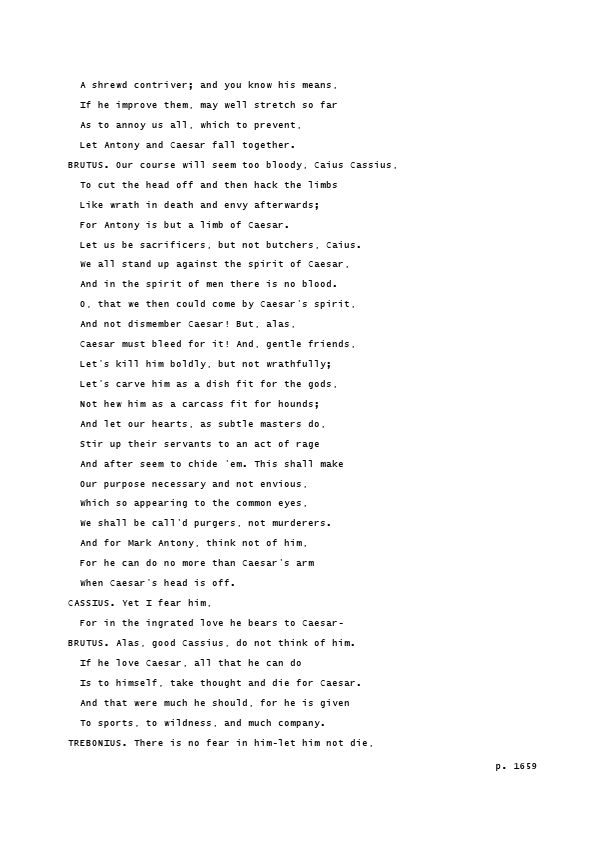 A shrewd contriver; and you know his means,
If he improve them, may well stretch so far
As to annoy us all, which to prevent,
Let Antony and Caesar fall together.
BRUTUS. Our course will seem too bloody, Caius Cassius,
To cut the head off and then hack the limbs
Like wrath in death and envy afterwards;
For Antony is but a limb of Caesar.
Let us be sacrificers, but not butchers, Caius.
We all stand up against the spirit of Caesar,
And in the spirit of men there is no blood.
O, that we then could come by Caesar's spirit,
And not dismember Caesar! But, alas,
Caesar must bleed for it! And, gentle friends,
Let's kill him boldly, but not wrathfully;
Let's carve him as a dish fit for the gods,
Not hew him as a carcass fit for hounds;
And let our hearts, as subtle masters do,
Stir up their servants to an act of rage
And after seem to chide 'em. This shall make
Our purpose necessary and not envious,
Which so appearing to the common eyes,
We shall be call'd purgers, not murderers.
And for Mark Antony, think not of him,
For he can do no more than Caesar's arm
When Caesar's head is off.
CASSIUS. Yet I fear him,
For in the ingrated love he bears to Caesar-
BRUTUS. Alas, good Cassius, do not think of him.
If he love Caesar, all that he can do
Is to himself, take thought and die for Caesar.
And that were much he should, for he is given
To sports, to wildness, and much company.
TREBONIUS. There is no fear in him-let him not die,
p. 1659